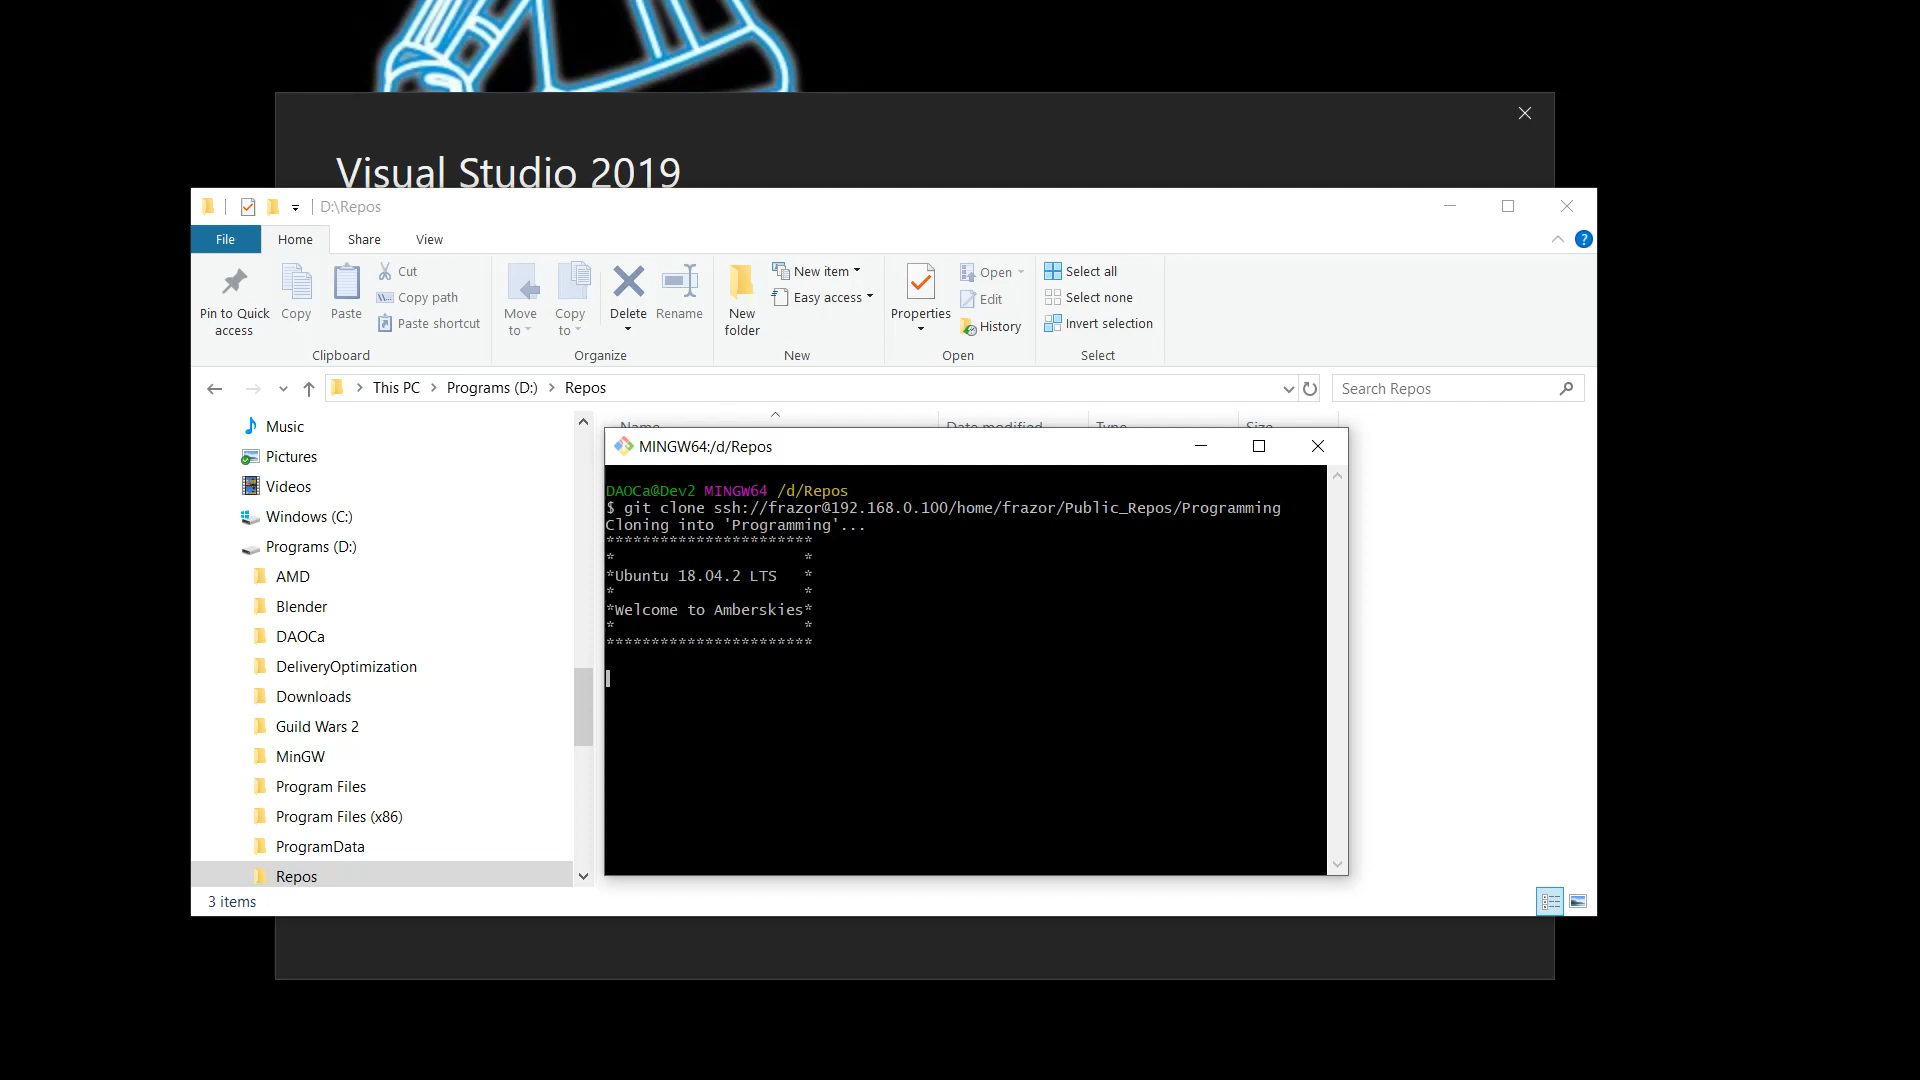 Visual Studio 2019
D:\Repos
File Home Share View
Pin to Quick access
Copy
Paste
Cut
Copy path
Paste shortcut
Clipboard
Move to
Copy to
Delete
Rename
Organize
New folder
New item
Easy access
New
Properties
Open
Edit
History
Open
Select all
Select none
Invert selection
Select
This PC > Programs (D:) > Repos
Search Repos
Name Date modified Type Size
Music
Pictures
Videos
Windows (C:)
Programs (D:)
AMD
Blender
DAOCa
DeliveryOptimization
Downloads
Guild Wars 2
MinGW
Program Files
Program Files (x86)
ProgramData
Repos
3 items
MINGW64:/d/Repos
DAOCa@Dev2 MINGW64 /d/Repos
$ git clone ssh://frazor@192.168.0.100/home/frazor/Public_Repos/Programming
Cloning into 'Programming'...
***********************
*                     *
*Ubuntu 18.04.2 LTS   *
*                     *
*Welcome to Amberskies*
*                     *
***********************